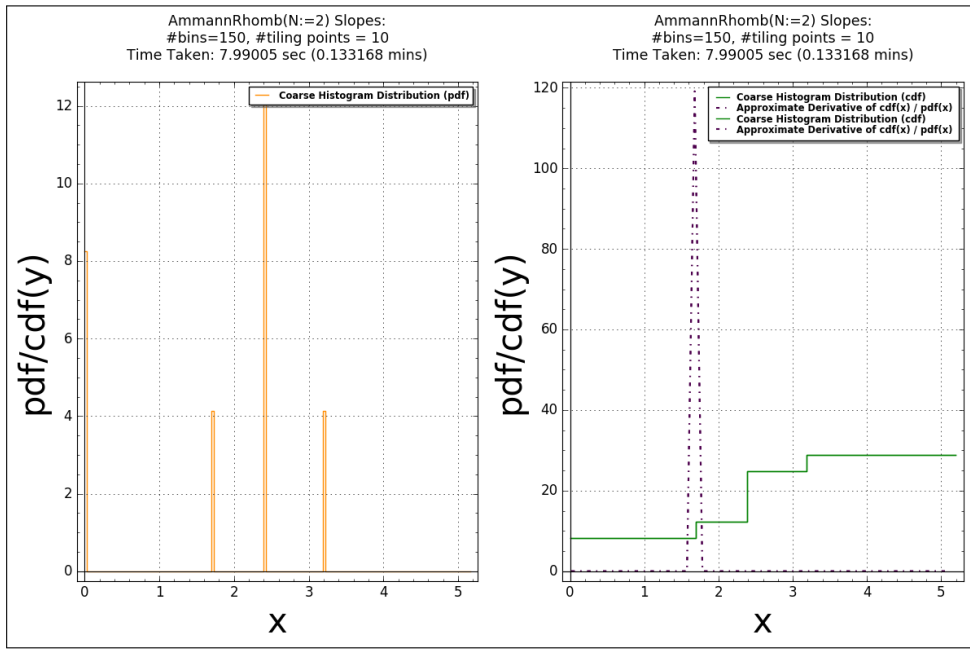 AmmannRhomb(N:=2) Slopes:
#bins=150, #tiling points = 10
Time Taken: 7.99005 sec (0.133168 mins)
Coarse Histogram Distribution (pdf)
pdf/cdf(y)
12
10
8
6
4
2
0
0 1 2 3 4 5
x
AmmannRhomb(N:=2) Slopes:
#bins=150, #tiling points = 10
Time Taken: 7.99005 sec (0.133168 mins)
Coarse Histogram Distribution (cdf)
Approximate Derivative of cdf(x) / pdf(x)
Coarse Histogram Distribution (cdf)
Approximate Derivative of cdf(x) / pdf(x)
pdf/cdf(y)
120
100
80
60
40
20
0
0 1 2 3 4 5
x